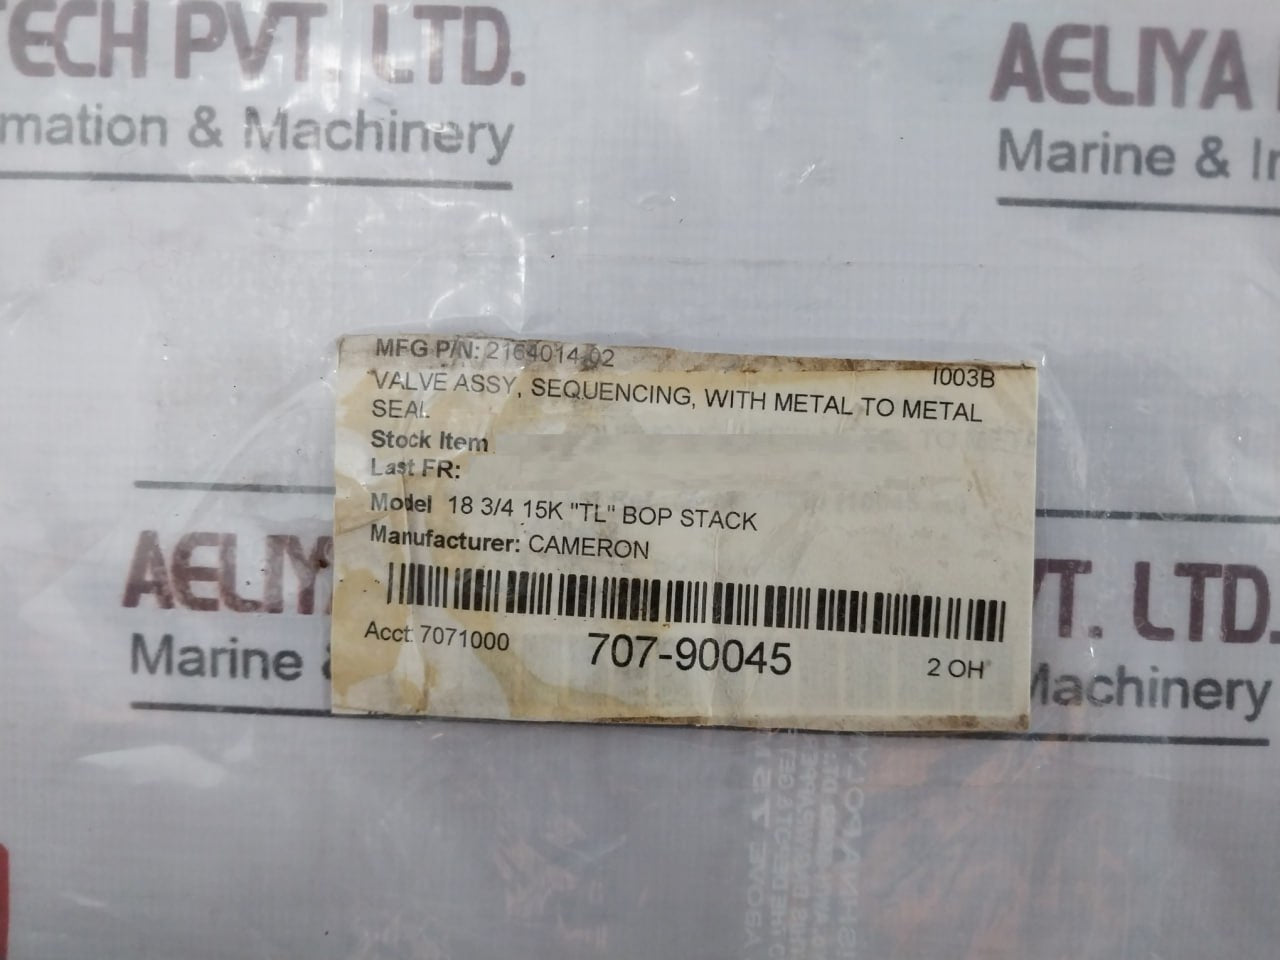 TECH PVT. LTD.
mation & Machinery
AELIYA
Marine & In
MFG P/N: 2164014-02
I003B
VALVE ASSY, SEQUENCING, WITH METAL TO METAL
SEAL
Stock Item
Last FR:
Model 18 3/4 15K "TL" BOP STACK
Manufacturer: CAMERON
Acct: 7071000
707-90045
2 OH
AELIY
Marine &
VT. LTD.
Machinery